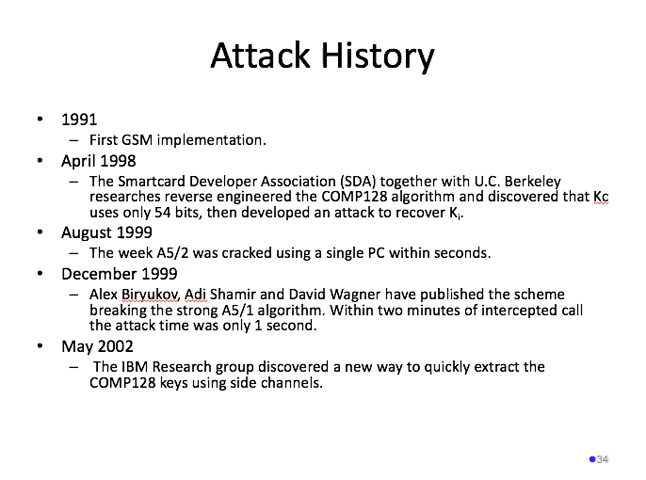 Attack History
• 1991
– First GSM implementation.
• April 1998
– The Smartcard Developer Association (SDA) together with U.C. Berkeley
researches reverse engineered the COMP128 algorithm and discovered that Kc
uses only 54 bits, then developed an attack to recover Ki.
• August 1999
– The week A5/2 was cracked using a single PC within seconds.
• December 1999
– Alex Biryukov, Adi Shamir and David Wagner have published the scheme
breaking the strong A5/1 algorithm. Within two minutes of intercepted call
the attack time was only 1 second.
• May 2002
– The IBM Research group discovered a new way to quickly extract the
COMP128 keys using side channels.
•34